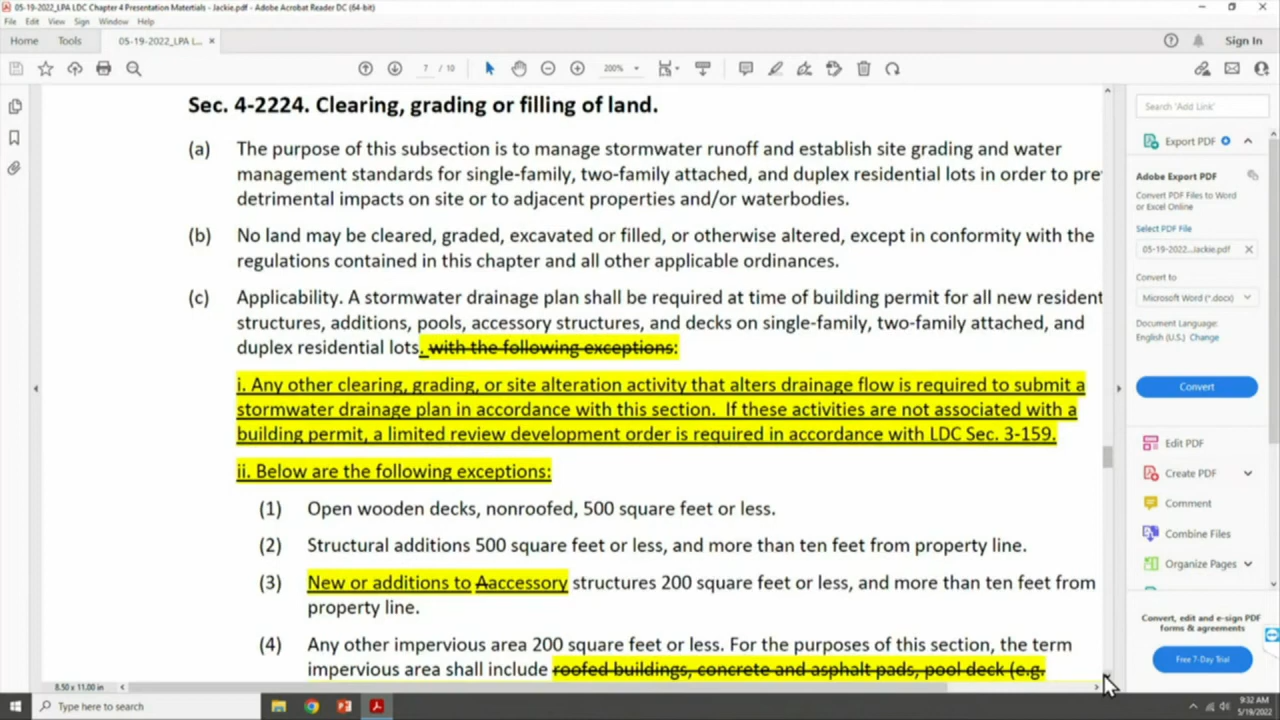 05-19-2022_LPA LDC Chapter 4 Presentation Matertials - Jackie.pdf - Adobe Acrobat Reader DC (64-bit)
File Edit View Sign Window Help
Home Tools 05-19-2022_LPA L... × Sign In
7 / 10 200%
Sec. 4-2224. Clearing, grading or filling of land.
(a) The purpose of this subsection is to manage stormwater runoff and establish site grading and water
management standards for single-family, two-family attached, and duplex residential lots in order to pre
detrimental impacts on site or to adjacent properties and/or waterbodies.
(b) No land may be cleared, graded, excavated or filled, or otherwise altered, except in conformity with the
regulations contained in this chapter and all other applicable ordinances.
(c) Applicability. A stormwater drainage plan shall be required at time of building permit for all new resident
structures, additions, pools, accessory structures, and decks on single-family, two-family attached, and
duplex residential lots. with the following exceptions:
i. Any other clearing, grading, or site alteration activity that alters drainage flow is required to submit a
stormwater drainage plan in accordance with this section. If these activities are not associated with a
building permit, a limited review development order is required in accordance with LDC Sec. 3-159.
ii. Below are the following exceptions:
(1) Open wooden decks, nonroofed, 500 square feet or less.
(2) Structural additions 500 square feet or less, and more than ten feet from property line.
(3) New or additions to Aaccessory structures 200 square feet or less, and more than ten feet from
property line.
(4) Any other impervious area 200 square feet or less. For the purposes of this section, the term
impervious area shall include roofed buildings, concrete and asphalt pads, pool deck (e.g.
8.50 x 11.00 in
Search 'Add Link'
Export PDF
Adobe Export PDF
Convert PDF Files to Word
or Excel Online
Select PDF File
05-19-2022...Jackie.pdf ×
Convert to
Microsoft Word (*.docx)
Document Language:
English (U.S.) Change
Convert
Edit PDF
Create PDF
Comment
Combine Files
Organize Pages
Convert, edit and e-sign PDF
forms & agreements
Free 7-Day Trial
Type here to search
9:32 AM
5/19/2022